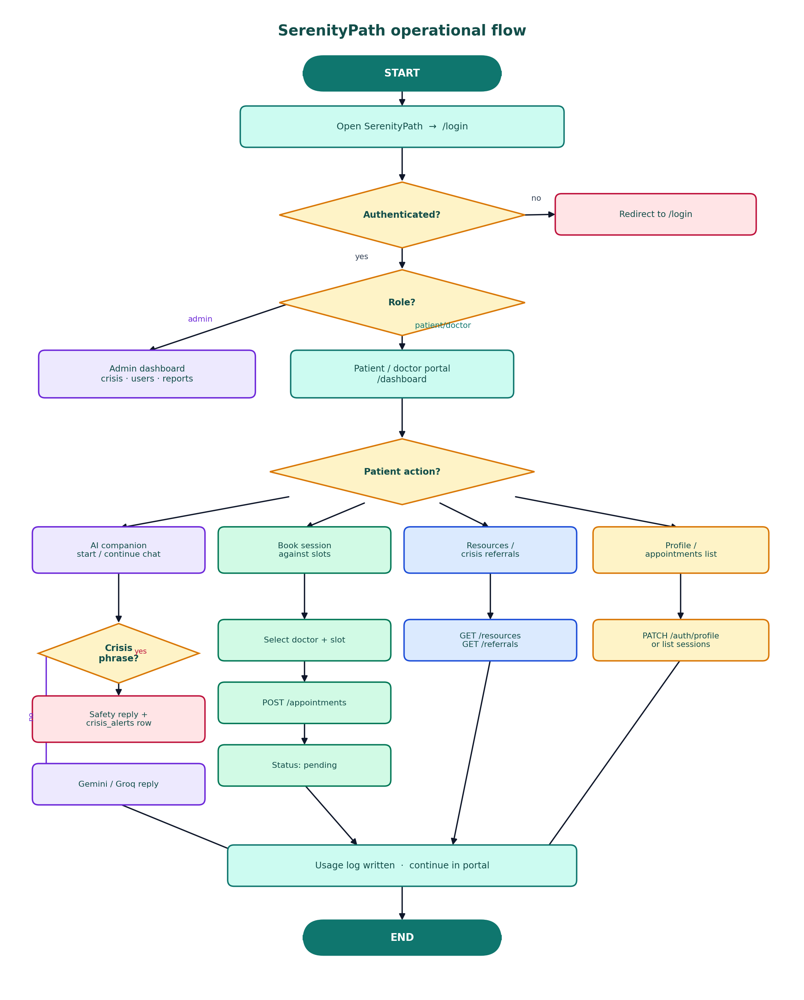 SerenityPath operational flow
START
Open SerenityPath → /login
Authenticated?
no
Redirect to /login
yes
Role?
admin
patient/doctor
Admin dashboard
crisis · users · reports
Patient / doctor portal
/dashboard
Patient action?
AI companion
start / continue chat
Book session
against slots
Resources /
crisis referrals
Profile /
appointments list
Crisis
phrase?
yes
Select doctor + slot
GET /resources
GET /referrals
PATCH /auth/profile
or list sessions
no
Safety reply +
crisis_alerts row
POST /appointments
Status: pending
Gemini / Groq reply
Usage log written · continue in portal
END